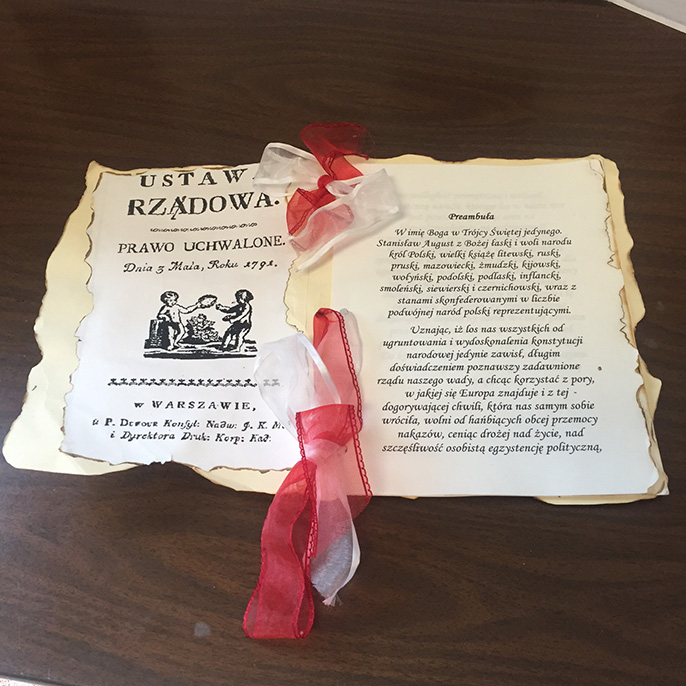 USTAW
RZĄDOWA.
PRAWO UCHWALONE.
Dnia 3 Maia, Roku 1791.
w WARSZAWIE,
u P. Dufour Konsyl: Nadw: J. K. M.
i Dyrektora Druk: Korp: Kad:
Preambuła
W imię Boga w Trójcy Świętej jedynego.
Stanisław August z Bożej łaski i woli narodu
król Polski, wielki książę litewski, ruski,
pruski, mazowiecki, żmudzki, kijowski,
wołyński, podolski, podlaski, inflancki,
smoleński, siewierski i czernichowski, wraz z
stanami skonfederowanymi w liczbie
podwójnej naród polski reprezentującymi.
Uznając, iż los nas wszystkich od
ugruntowania i wydoskonalenia konstytucji
narodowej jedynie zawisł, długim
doświadczeniem poznawszy zadawnione
rządu naszego wady, a chcąc korzystać z pory,
w jakiej się Europa znajduje i z tej -
dogorywającej chwili, która nas samym sobie
wróciła, wolni od hańbiących obcej przemocy
nakazów, ceniąc drożej nad życie, nad
szczęśliwość osobistą egzystencję polityczną,